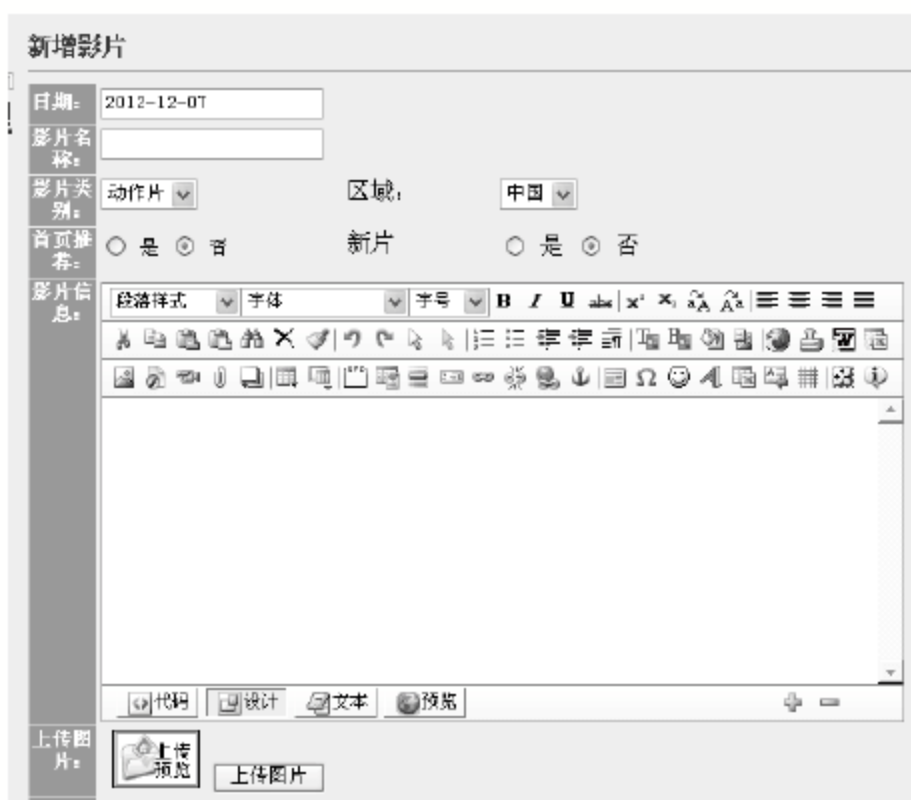 新增影片
日期: 2012-12-07
影片名
称:
影片类 动作片 区域: 中国
别:
首页推 是 否 新片 是 否
荐:
影片信 段落样式 字体 字号 B I U abc x² x₂
息:
代码 设计 文本 预览
上传图 上传
片: 预览 上传图片